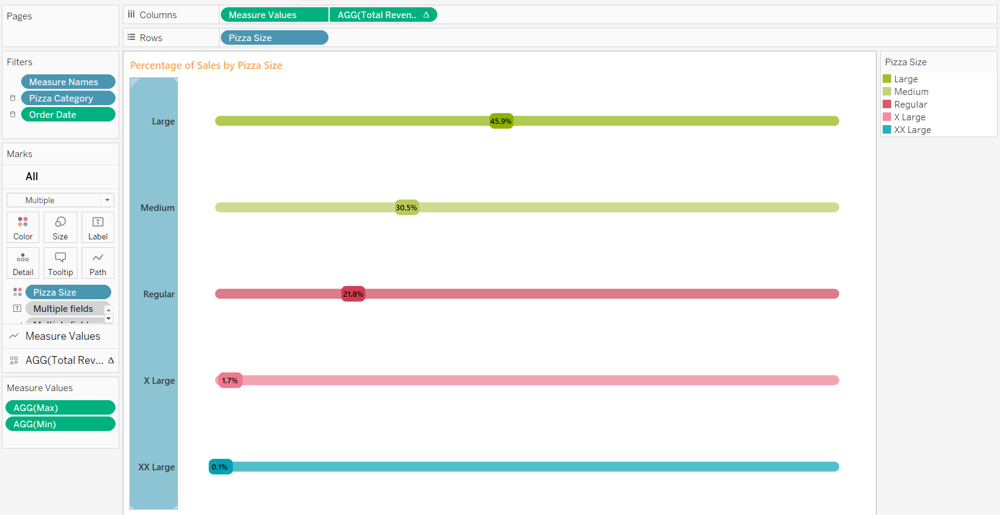 Pages
Columns
Measure Values
AGG(Total Reven.. Δ
Rows
Pizza Size
Filters
Measure Names
Pizza Category
Order Date
Marks
All
Multiple
Color
Size
Label
Detail
Tooltip
Path
Pizza Size
Multiple fields
Measure Values
AGG(Total Rev... Δ
Measure Values
AGG(Max)
AGG(Min)
Percentage of Sales by Pizza Size
Large
45.9%
Medium
30.5%
Regular
21.8%
X Large
1.7%
XX Large
0.1%
Pizza Size
Large
Medium
Regular
X Large
XX Large